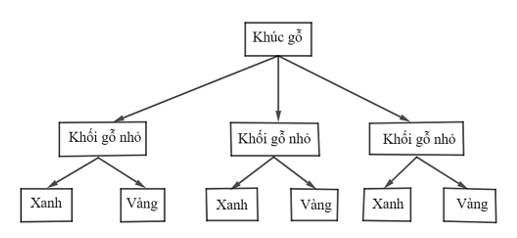 Khúc gỗ
Khối gỗ nhỏ
Khối gỗ nhỏ
Khối gỗ nhỏ
Xanh
Vàng
Xanh
Vàng
Xanh
Vàng